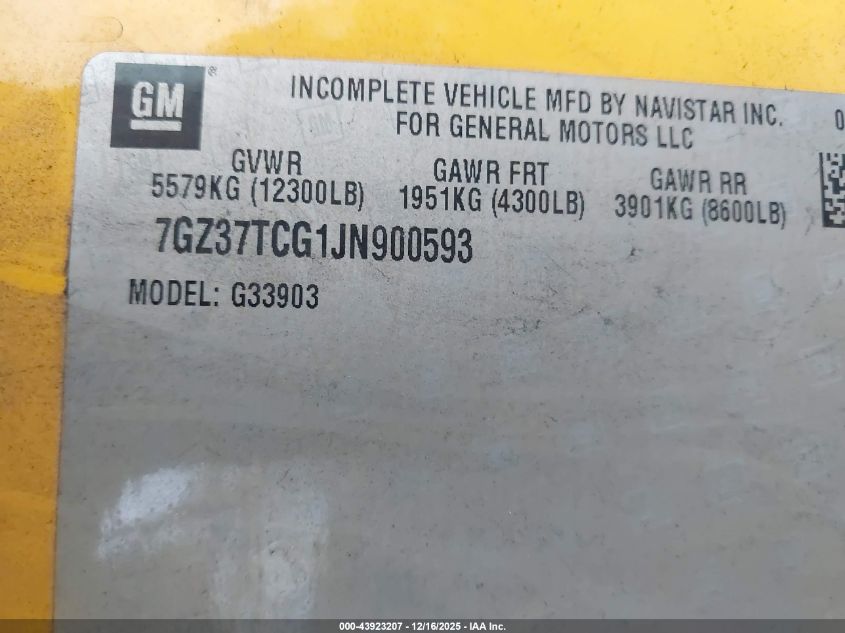 GM ®
INCOMPLETE VEHICLE MFD BY NAVISTAR INC.
FOR GENERAL MOTORS LLC
0
GVWR
5579KG (12300LB)
GAWR FRT
1951KG (4300LB)
GAWR RR
3901KG (8600LB)
7GZ37TCG1JN900593
MODEL: G33903
000-43923207 - 12/16/2025 - IAA Inc.